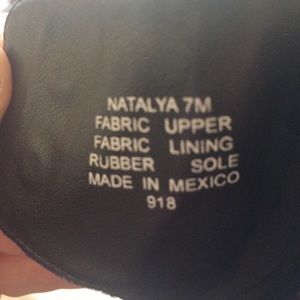 NATALYA 7M
FABRIC UPPER
FABRIC LINING
RUBBER SOLE
MADE IN MEXICO
918